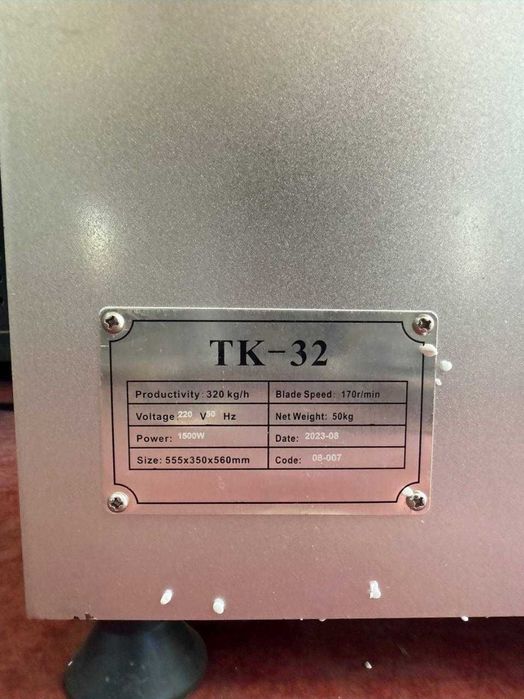 TK-32
Productivity: 320 kg/h
Blade Speed: 170r/min
Voltage: 220 V 50 Hz
Net Weight: 50kg
Power: 1500W
Date: 2023-08
Size: 555x350x560mm
Code: 08-007